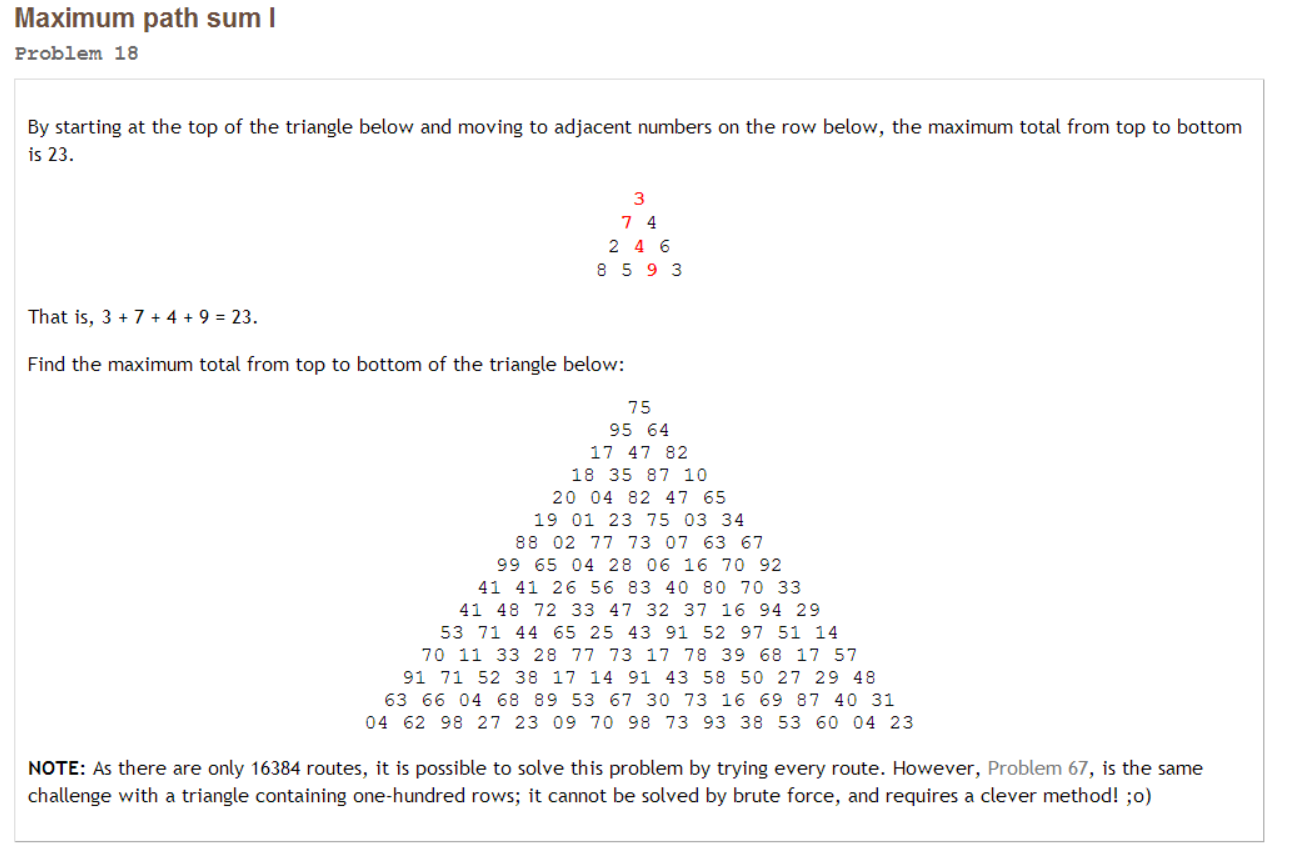 Maximum path sum I
Problem 18
By starting at the top of the triangle below and moving to adjacent numbers on the row below, the maximum total from top to bottom
is 23.
3
7 4
2 4 6
8 5 9 3
That is, 3 + 7 + 4 + 9 = 23.
Find the maximum total from top to bottom of the triangle below:
75
95 64
17 47 82
18 35 87 10
20 04 82 47 65
19 01 23 75 03 34
88 02 77 73 07 63 67
99 65 04 28 06 16 70 92
41 41 26 56 83 40 80 70 33
41 48 72 33 47 32 37 16 94 29
53 71 44 65 25 43 91 52 97 51 14
70 11 33 28 77 73 17 78 39 68 17 57
91 71 52 38 17 14 91 43 58 50 27 29 48
63 66 04 68 89 53 67 30 73 16 69 87 40 31
04 62 98 27 23 09 70 98 73 93 38 53 60 04 23
NOTE: As there are only 16384 routes, it is possible to solve this problem by trying every route. However, Problem 67, is the same
challenge with a triangle containing one-hundred rows; it cannot be solved by brute force, and requires a clever method! ;o)